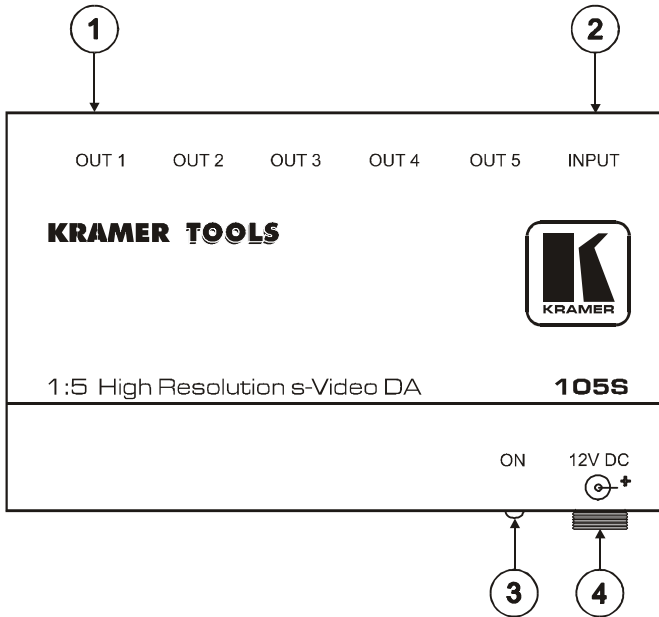 1 2
OUT 1 OUT 2 OUT 3 OUT 4 OUT 5 INPUT
KRAMER TOOLS
K
KRAMER
1:5 High Resolution s-Video DA 105S
ON 12V DC
+
3 4